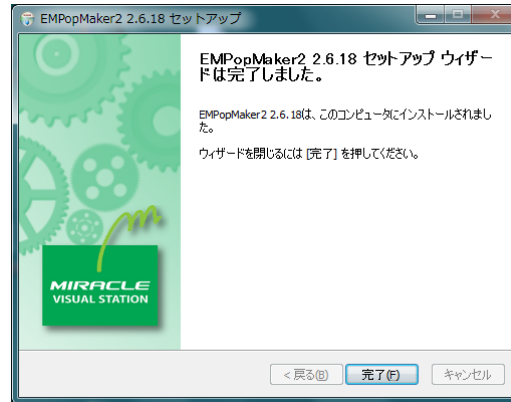 EMPopMaker2 2.6.18 セットアップ
EMPopMaker2 2.6.18 セットアップ ウィザー
ドは完了しました。
EMPopMaker2 2.6.18は、このコンピュータにインストールされまし
た。
ウィザードを閉じるには [完了] を押してください。
m
MIRACLE
VISUAL STATION
< 戻る(B)
完了(F)
キャンセル